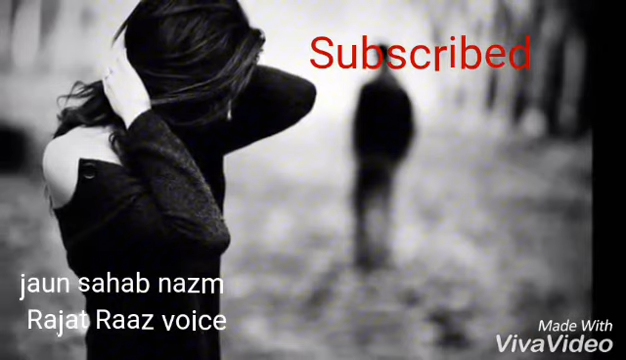 Subscribed
jaun sahab nazm
Rajat Raaz voice
Made With
VivaVideo